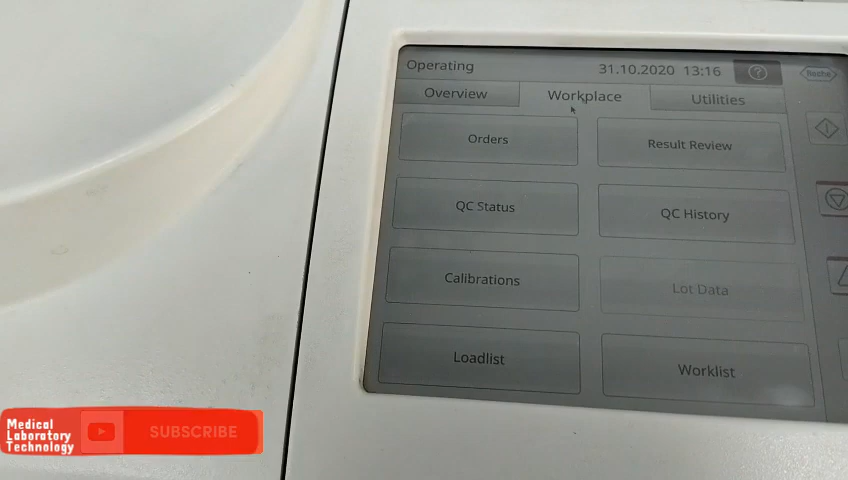 Operating
31.10.2020 13:16
Roche
Overview
Workplace
Utilities
Orders
Result Review
QC Status
QC History
Calibrations
Lot Data
Loadlist
Worklist
Medical
Laboratory
Technology
SUBSCRIBE